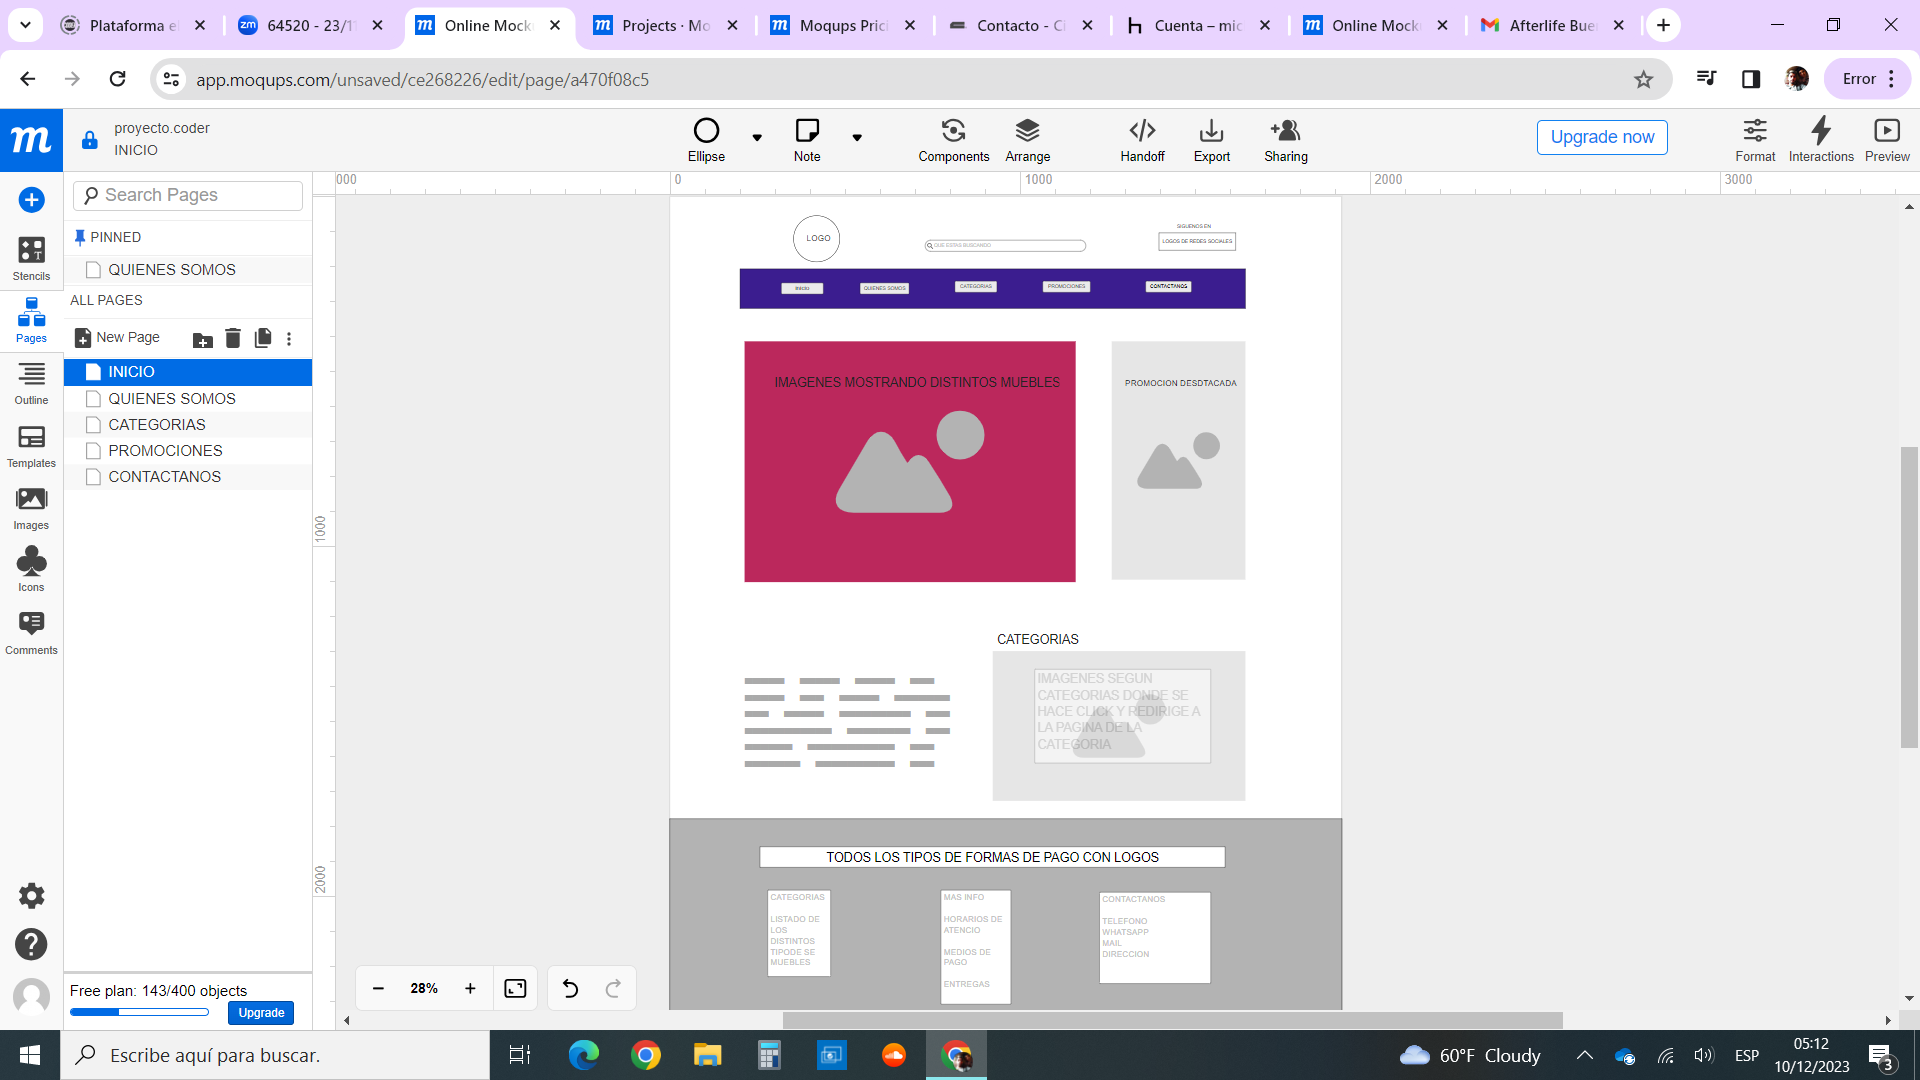 Plataforma el
64520 - 23/11
Online Mock
Projects · Mo
Moqups Prici
Contacto - Ci
Cuenta – mic
Online Mock
Afterlife Bue
app.moqups.com/unsaved/ce268226/edit/page/a470f08c5
Error
proyecto.coder
INICIO
Ellipse
Note
Components
Arrange
Handoff
Export
Sharing
Upgrade now
Format
Interactions
Preview
Search Pages
PINNED
QUIENES SOMOS
ALL PAGES
New Page
INICIO
QUIENES SOMOS
CATEGORIAS
PROMOCIONES
CONTACTANOS
Stencils
Pages
Outline
Templates
Images
Icons
Comments
Free plan: 143/400 objects
Upgrade
000
0
1000
2000
3000
1000
2000
LOGO
QUE ESTAS BUSCANDO
SIGUENOS EN
LOGOS DE REDES SOCIALES
INICIO
QUIENES SOMOS
CATEGORIAS
PROMOCIONES
CONTACTANOS
IMAGENES MOSTRANDO DISTINTOS MUEBLES
PROMOCION DESDTACADA
CATEGORIAS
IMAGENES SEGUN
CATEGORIAS DONDE SE
HACE CLICK Y REDIRIGE A
LA PAGINA DE LA
CATEGORIA
TODOS LOS TIPOS DE FORMAS DE PAGO CON LOGOS
CATEGORIAS
LISTADO DE
LOS
DISTINTOS
TIPODE SE
MUEBLES
MAS INFO
HORARIOS DE
ATENCIO
MEDIOS DE
PAGO
ENTREGAS
CONTACTANOS
TELEFONO
WHATSAPP
MAIL
DIRECCION
28%
Escribe aquí para buscar.
60°F Cloudy
ESP
05:12
10/12/2023
3